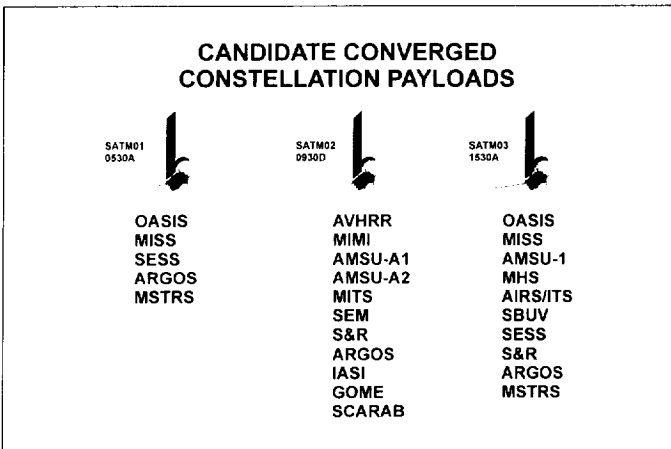 CANDIDATE CONVERGED
CONSTELLATION PAYLOADS
SATM01
0530A
OASIS
MISS
SESS
ARGOS
MSTRS
SATM02
0930D
AVHRR
MIMI
AMSU-A1
AMSU-A2
MITS
SEM
S&R
ARGOS
IASI
GOME
SCARAB
SATM03
1530A
OASIS
MISS
AMSU-1
MHS
AIRS/ITS
SBUV
SESS
S&R
ARGOS
MSTRS